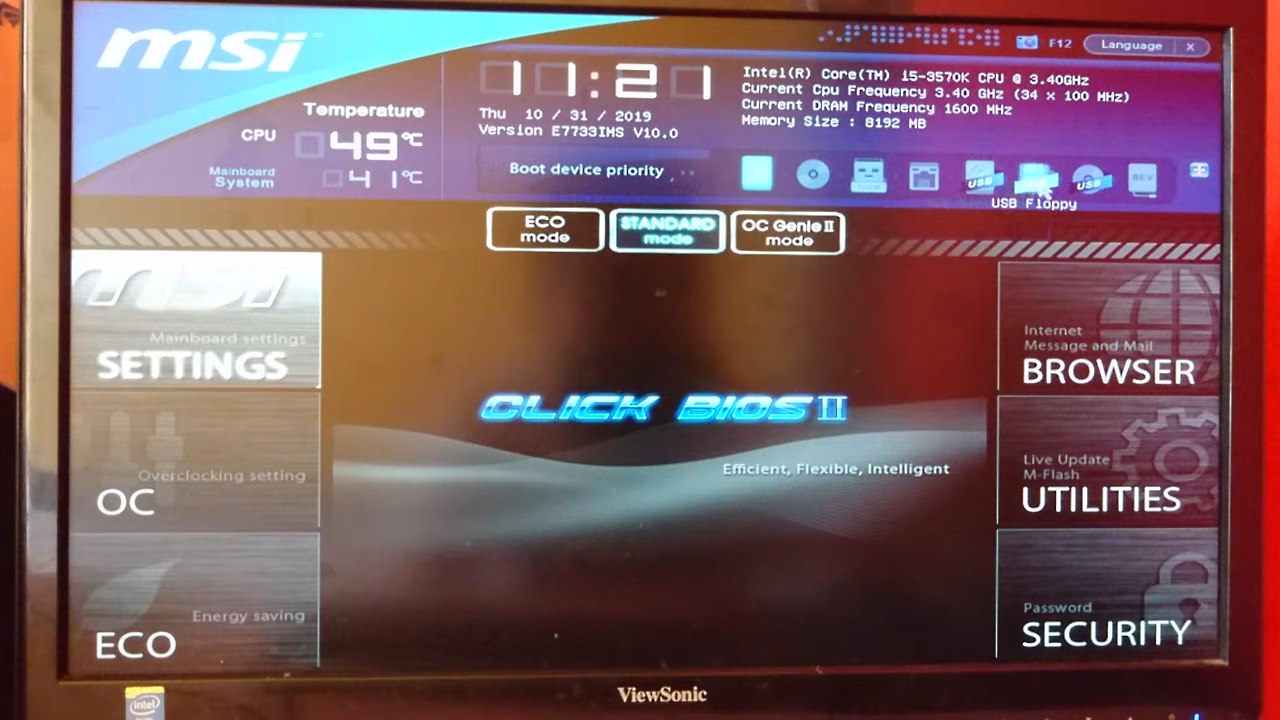 msi
F12
Language
X
11:21
Thu 10 / 31 / 2019
Version E7733IMS V10.0
Intel(R) Core(TM) i5-3570K CPU @ 3.40GHz
Current Cpu Frequency 3.40 GHz (34 x 100 MHz)
Current DRAM Frequency 1600 MHz
Memory Size : 8192 MB
Temperature
CPU
49°C
Mainboard
System
41°C
Boot device priority
USB
USB
BEV
USB Floppy
ECO
mode
STANDARD
mode
OC Genie II
mode
msi
Mainboard settings
SETTINGS
Overclocking setting
OC
Energy saving
ECO
CLICK BIOS II
Efficient, Flexible, Intelligent
Internet
Message and Mail
BROWSER
Live Update
M-Flash
UTILITIES
Password
SECURITY
ViewSonic
intel